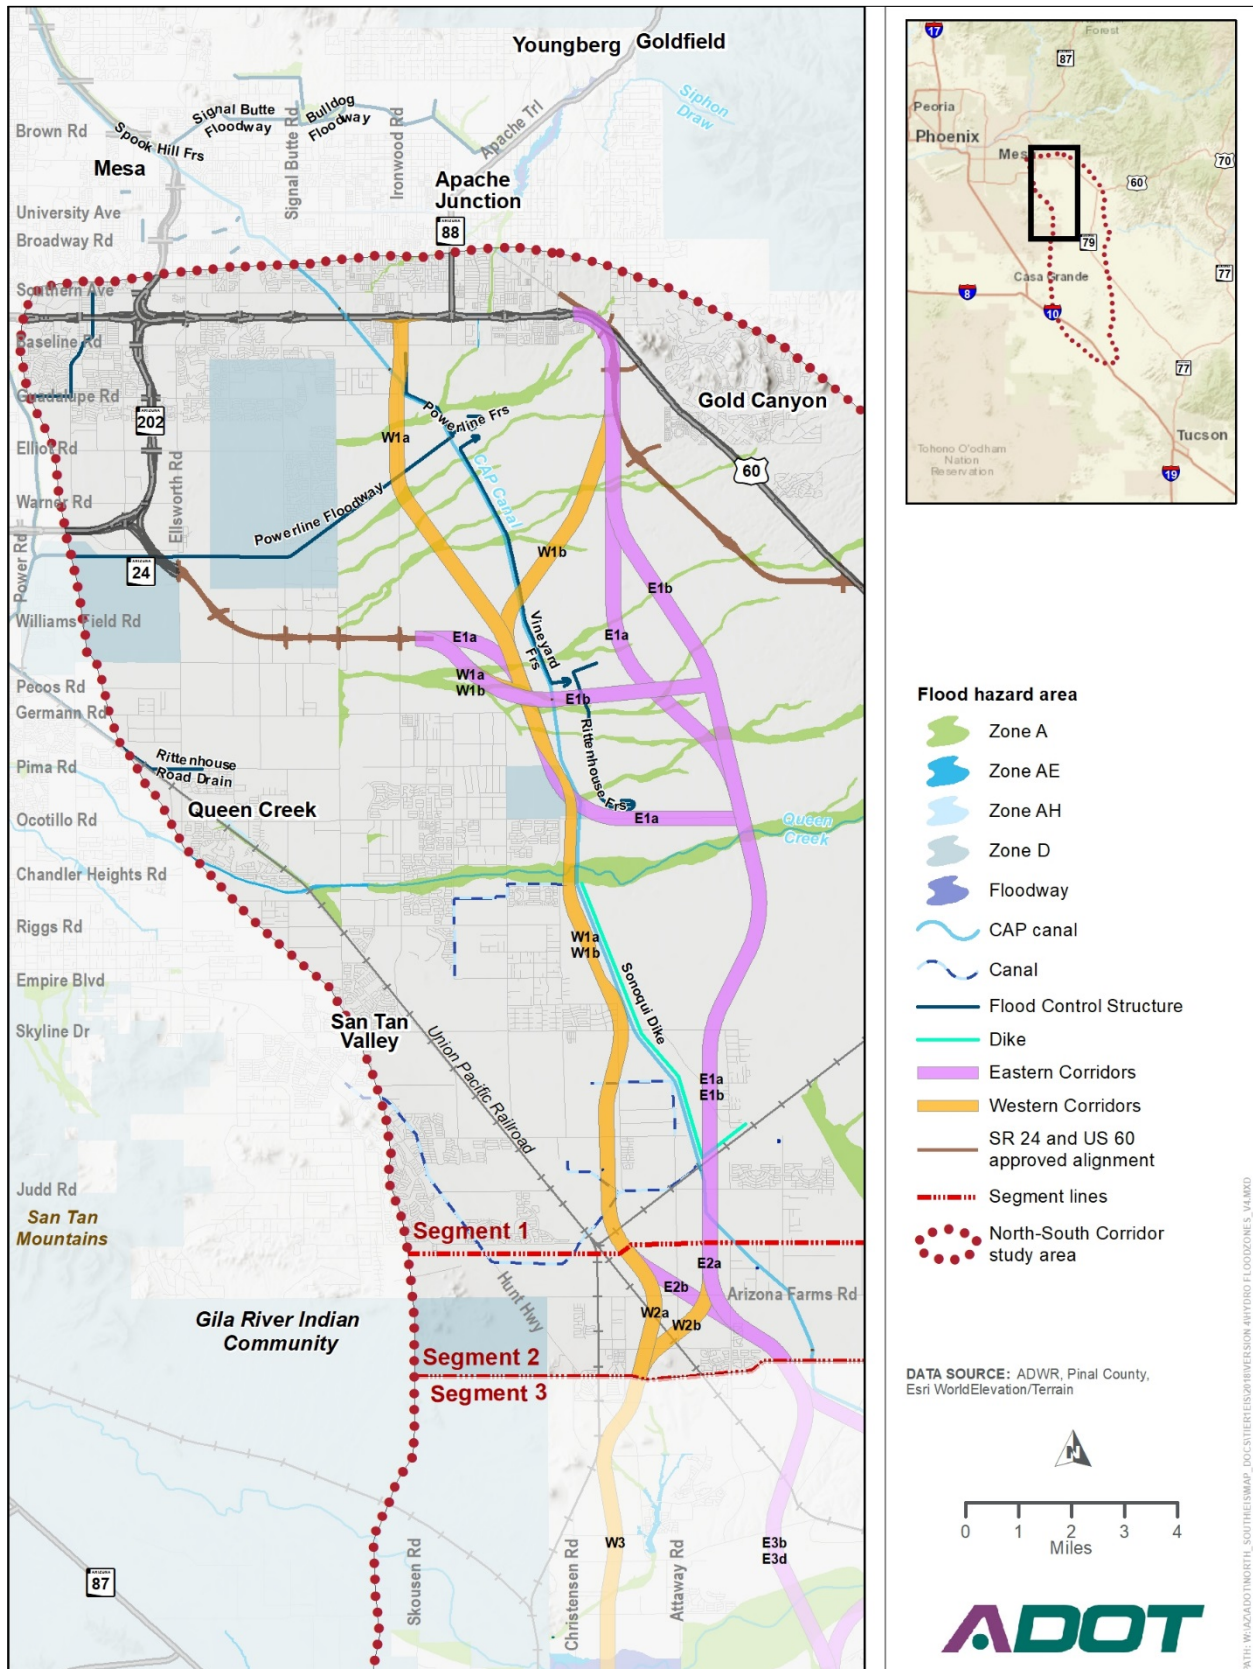 Youngberg
Goldfield
Siphon
Draw
Signal Butte
Floodway
Bulldog
Floodway
Signal Butte Rd
Ironwood Rd
Apache Trl
Spook Hill Frs
Brown Rd
Mesa
Apache
Junction
University Ave
Broadway Rd
88
Southern Ave
Baseline Rd
Guadalupe Rd
Gold Canyon
202
Powerline Frs
W1a
Elliot Rd
CAP Canal
60
Ellsworth Rd
Warner Rd
Powerline Floodway
W1b
Power Rd
24
E1b
Williams Field Rd
Vineyard
Frs
E1a
E1a
W1a
W1b
Pecos Rd
E1b
Germann Rd
Rittenhouse Frs
Rittenhouse
Road Drain
Pima Rd
Queen Creek
Ocotillo Rd
E1a
Queen
Creek
Chandler Heights Rd
Riggs Rd
W1a
W1b
Sonoqui Dike
Empire Blvd
San Tan
Valley
Skyline Dr
Union Pacific Railroad
E1a
E1b
Judd Rd
San Tan
Mountains
Segment 1
E2a
E2b
Arizona Farms Rd
Hunt Hwy
W2a
W2b
Gila River Indian
Community
Segment 2
Segment 3
W3
E3b
E3d
Skousen Rd
Christensen Rd
Attaway Rd
87
17
Forest
87
Peoria
Phoenix
Mesa
70
60
79
Casa Grande
77
8
10
77
Tucson
Tohono O'odham
Nation
Reservation
19
Flood hazard area
Zone A
Zone AE
Zone AH
Zone D
Floodway
CAP canal
Canal
Flood Control Structure
Dike
Eastern Corridors
Western Corridors
SR 24 and US 60
approved alignment
Segment lines
North-South Corridor
study area
DATA SOURCE: ADWR, Pinal County,
Esri WorldElevation/Terrain
N
0 1 2 3 4
Miles
ADOT